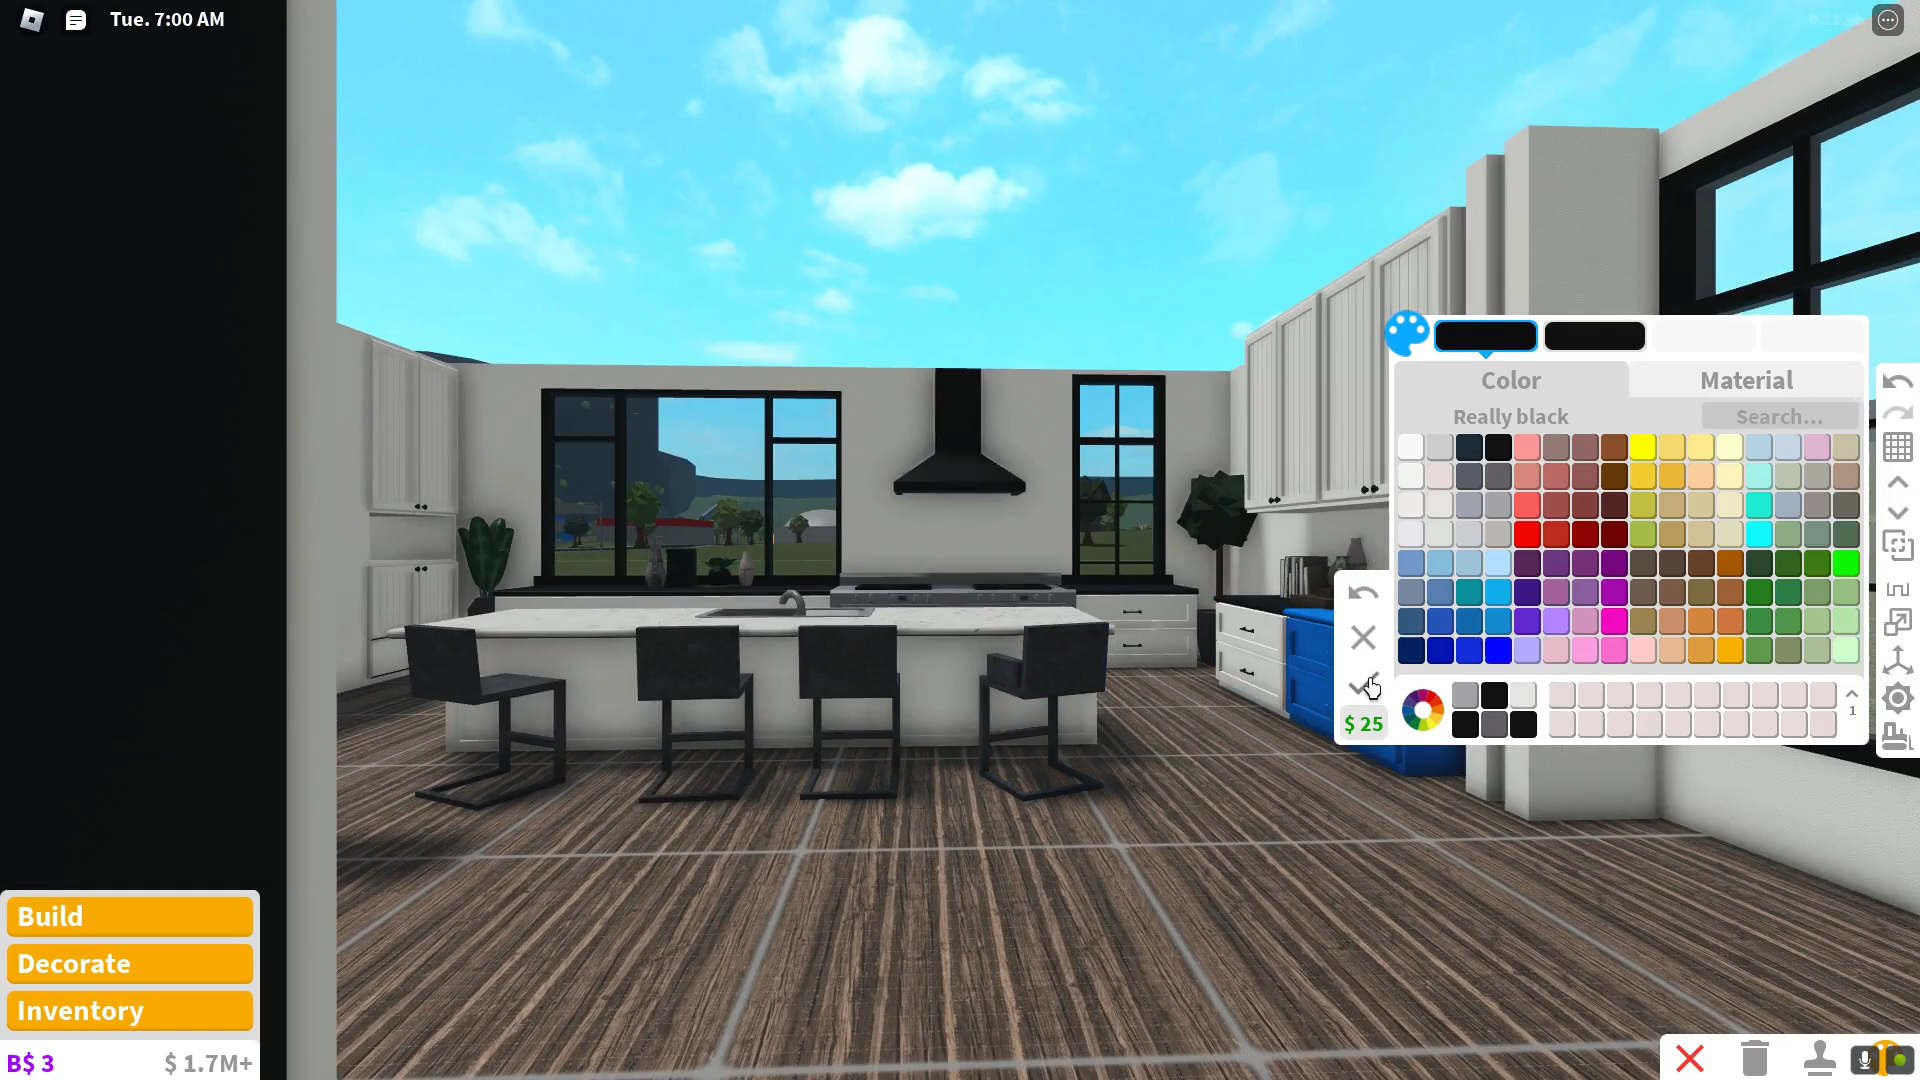 Tue. 7:00 AM
Color
Material
Really black
Search...
$ 25
1
Build
Decorate
Inventory
B$ 3
$ 1.7M+